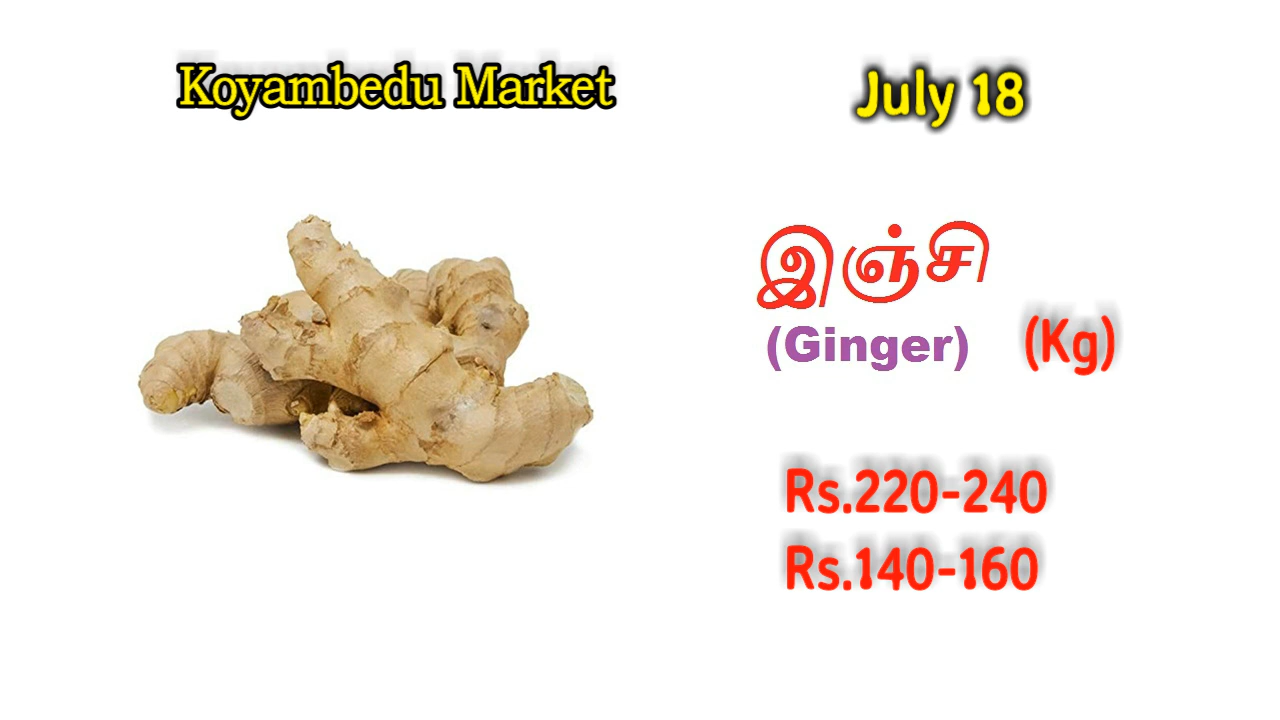 Koyambedu Market
July 18
இஞ்சி
(Ginger) (Kg)
Rs.220-240
Rs.140-160